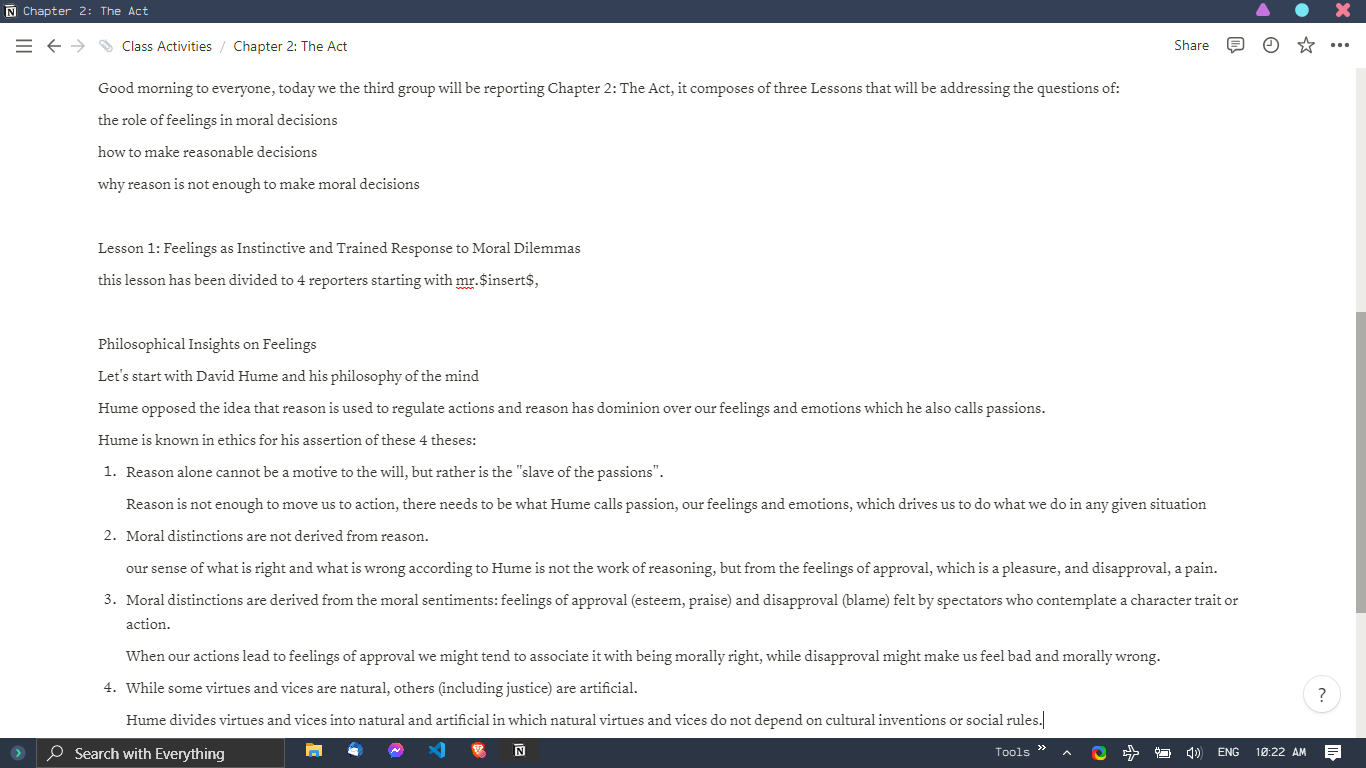 Chapter 2: The Act
Class Activities / Chapter 2: The Act
Share
Good morning to everyone, today we the third group will be reporting Chapter 2: The Act, it composes of three Lessons that will be addressing the questions of:
the role of feelings in moral decisions
how to make reasonable decisions
why reason is not enough to make moral decisions
Lesson 1: Feelings as Instinctive and Trained Response to Moral Dilemmas
this lesson has been divided to 4 reporters starting with mr.$insert$,
Philosophical Insights on Feelings
Let's start with David Hume and his philosophy of the mind
Hume opposed the idea that reason is used to regulate actions and reason has dominion over our feelings and emotions which he also calls passions.
Hume is known in ethics for his assertion of these 4 theses:
1. Reason alone cannot be a motive to the will, but rather is the "slave of the passions".
Reason is not enough to move us to action, there needs to be what Hume calls passion, our feelings and emotions, which drives us to do what we do in any given situation
2. Moral distinctions are not derived from reason.
our sense of what is right and what is wrong according to Hume is not the work of reasoning, but from the feelings of approval, which is a pleasure, and disapproval, a pain.
3. Moral distinctions are derived from the moral sentiments: feelings of approval (esteem, praise) and disapproval (blame) felt by spectators who contemplate a character trait or
action.
When our actions lead to feelings of approval we might tend to associate it with being morally right, while disapproval might make us feel bad and morally wrong.
4. While some virtues and vices are natural, others (including justice) are artificial.
Hume divides virtues and vices into natural and artificial in which natural virtues and vices do not depend on cultural inventions or social rules.
?
Search with Everything
Tools
ENG
10:22 AM